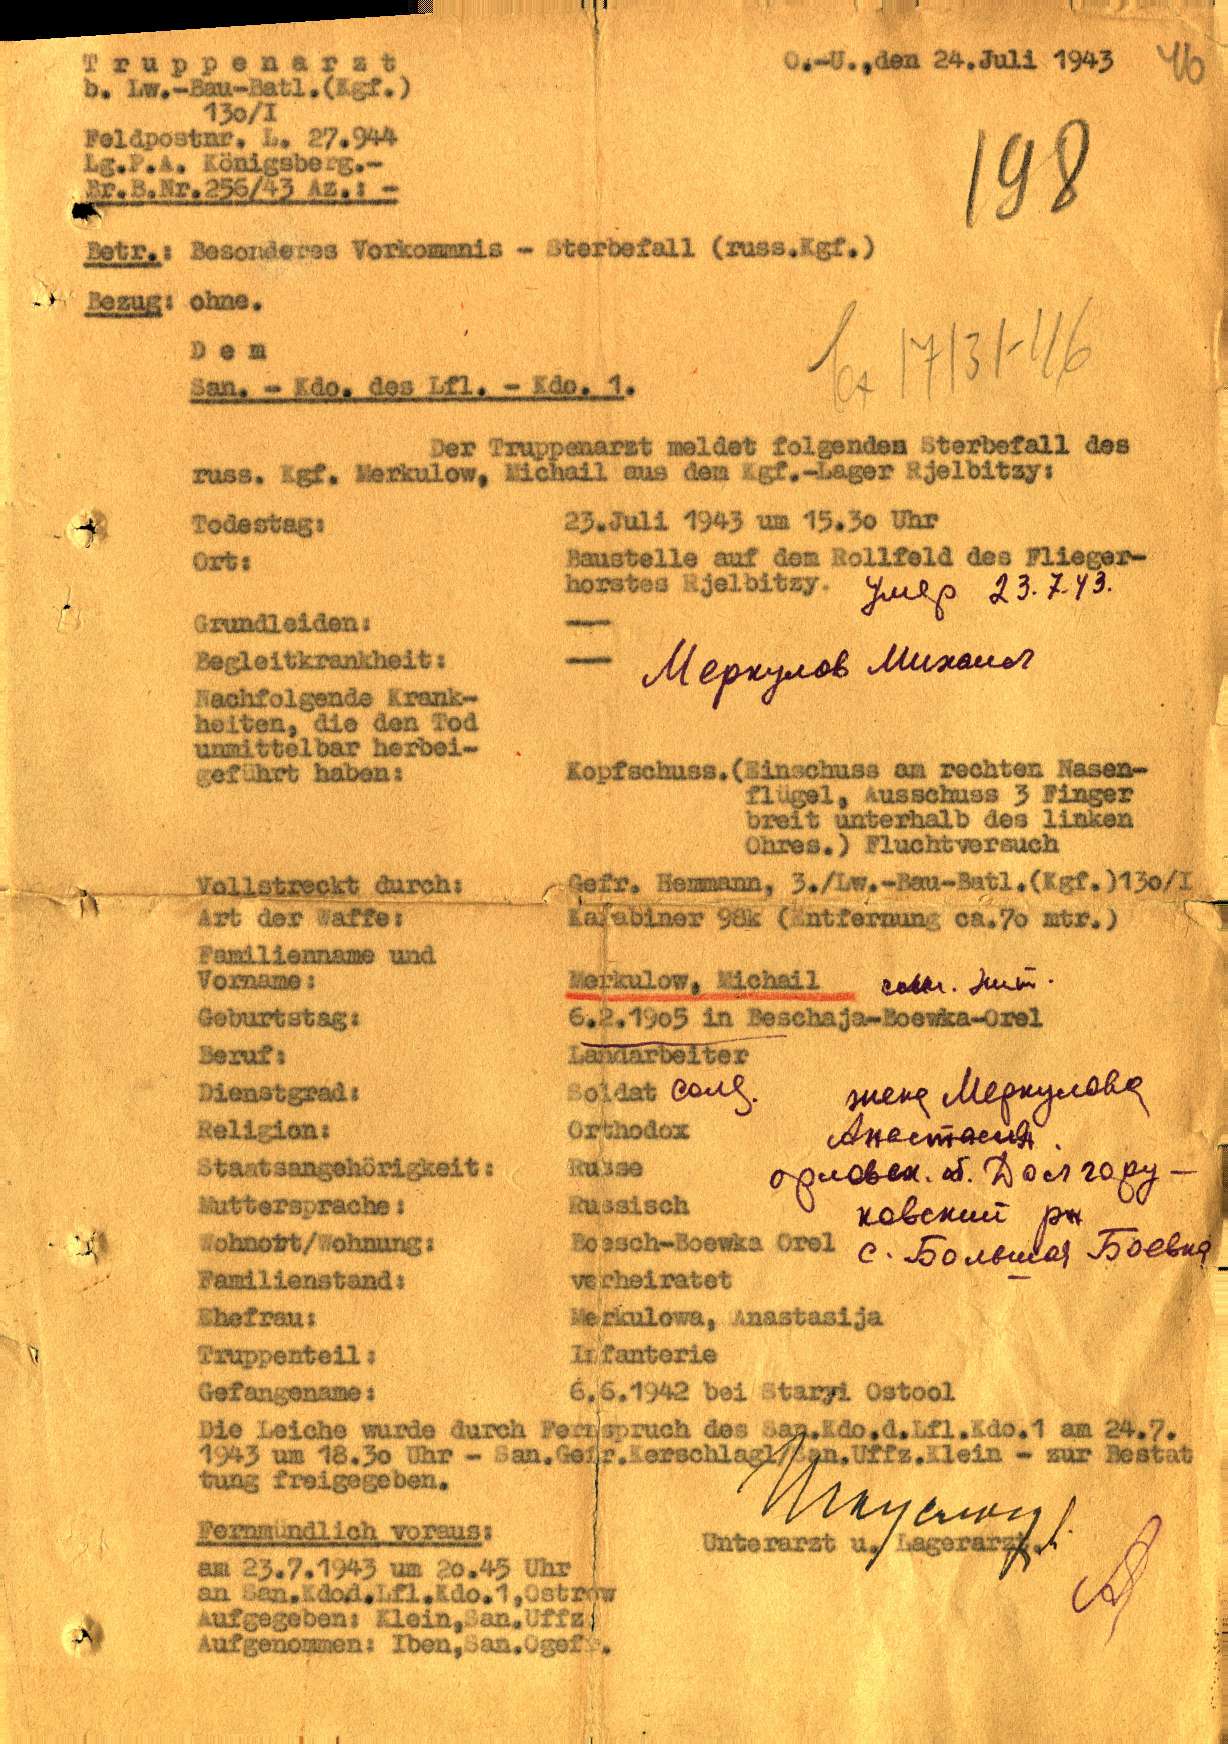 T r u p p e n a r z t
O.-U.,den 24.Juli 1943
46
b. Lw.-Bau-Batl.(Kgf.)
13o/I
Feldpostnr. L. 27.944
Lg.P.A. Königsberg.-
Br.B.Nr.256/43 Az.: -
198
Betr.: Besonderes Vorkommnis - Sterbefall (russ.Kgf.)
Bezug: ohne.
D e m
San. - Kdo. des Lfl. - Kdo. 1.
Der Truppenarzt meldet folgenden Sterbefall des
russ. Kgf. Merkulow, Michail aus dem Kgf.-Lager Rjelbitzy:
Todestag: 23.Juli 1943 um 15.3o Uhr
Ort: Baustelle auf dem Rollfeld des Flieger-
horstes Rjelbitzy. умер 23.7.43.
Grundleiden: —
Begleitkrankheit: —
Меркулов Михаил
Nachfolgende Krank-
heiten, die den Tod
unmittelbar herbei-
geführt haben: Kopfschuss.(Einschuss am rechten Nasen-
flügel, Ausschuss 3 Finger
breit unterhalb des linken
Ohres.) Fluchtversuch
Vollstreckt durch: Gefr. Hemmann, 3./Lw.-Bau-Batl.(Kgf.)13o/I
Art der Waffe: Karabiner 98k (Entfernung ca.7o mtr.)
Familienname und
Vorname: Merkulow, Michail
Geburtstag: 6.2.19o5 in Beschaja-Boewka-Orel
Beruf: Landarbeiter
Dienstgrad: Soldat солд.
жена Меркулова
Religion: Orthodox
Анастасия.
Staatsangehörigkeit: Russe
орловск. об. Долгору-
Muttersprache: Russisch
ковский рн
Wohnort/Wohnung: Boesch-Boewka Orel
с. Большая Боевка
Familienstand: verheiratet
Ehefrau: Merkulowa, Anastasija
Truppenteil: Infanterie
Gefangename: 6.6.1942 bei Staryi Ostool
Die Leiche wurde durch Fernspruch des San.Kdo.d.Lfl.Kdo.1 am 24.7.
1943 um 18.3o Uhr - San.Gefr.Kerschlagl/San.Uffz.Klein - zur Bestat
tung freigegeben.
Fernmündlich voraus:
Unterarzt u. Lagerarzt.
am 23.7.1943 um 2o.45 Uhr
an San.Kdod.Lfl.Kdo.1,Ostrow
Aufgegeben: Klein,San.Uffz.
Aufgenommen: Iben,San.Ogefr.